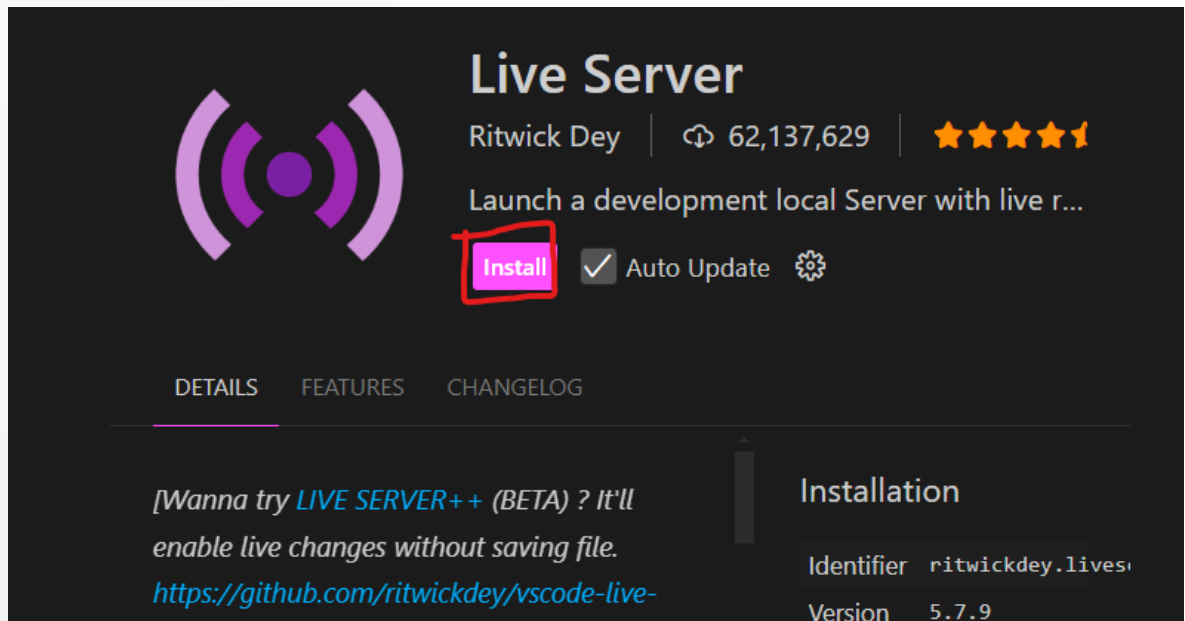 Live Server
Ritwick Dey
62,137,629
Launch a development local Server with live r...
Install
Auto Update
DETAILS
FEATURES
CHANGELOG
[Wanna try LIVE SERVER++ (BETA) ? It'll
enable live changes without saving file.
https://github.com/ritwickdey/vscode-live-
Installation
Identifier ritwickdey.lives
Version 5.7.9